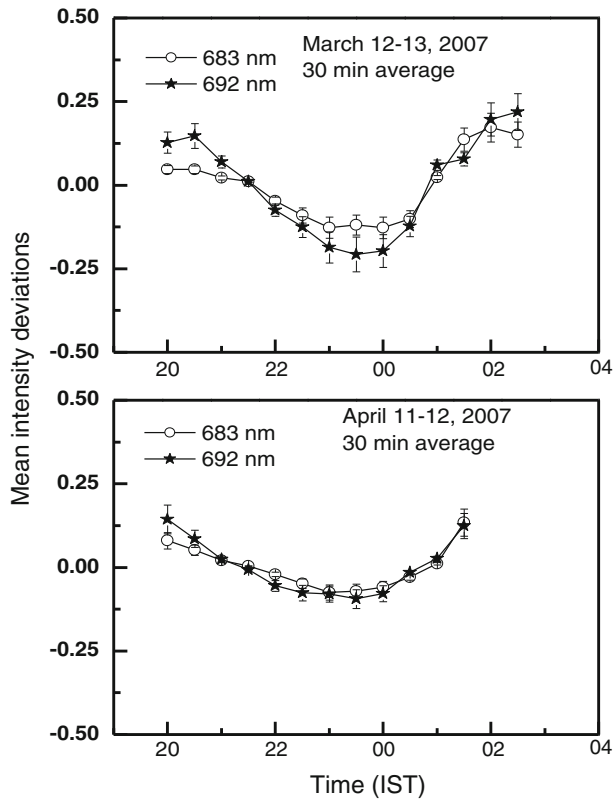 0.50
0.25
0.00
-0.25
-0.50
683 nm
692 nm
March 12-13, 2007
30 min average
20
22
00
02
04
Mean intensity deviations
0.50
0.25
0.00
-0.25
-0.50
683 nm
692 nm
April 11-12, 2007
30 min average
20
22
00
02
04
Time (IST)